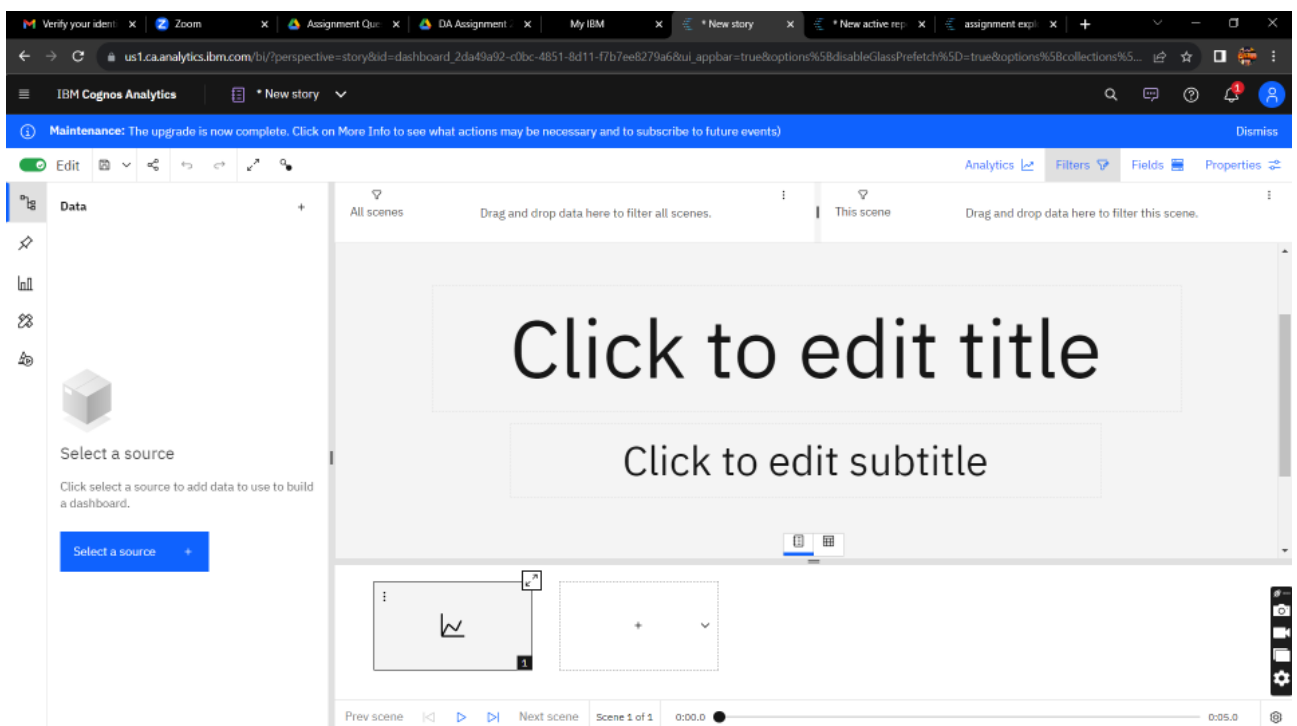 Verify your identi
Zoom
Assignment Que
DA Assignment
My IBM
* New story
* New active rep
assignment expl
us1.ca.analytics.ibm.com/bi/?perspective=story&id=dashboard_2da49a92-c0bc-4851-8d11-f7b7ee8279a6&ui_appbar=true&options%5BdisableGlassPrefetch%5D=true&options%5Bcollections%5...
IBM Cognos Analytics
* New story
1
Maintenance: The upgrade is now complete. Click on More Info to see what actions may be necessary and to subscribe to future events)
Dismiss
Edit
Analytics
Filters
Fields
Properties
Data
All scenes
Drag and drop data here to filter all scenes.
This scene
Drag and drop data here to filter this scene.
Click to edit title
Click to edit subtitle
Select a source
Click select a source to add data to use to build
a dashboard.
Select a source
1
Prev scene
Next scene
Scene 1 of 1
0:00.0
0:05.0